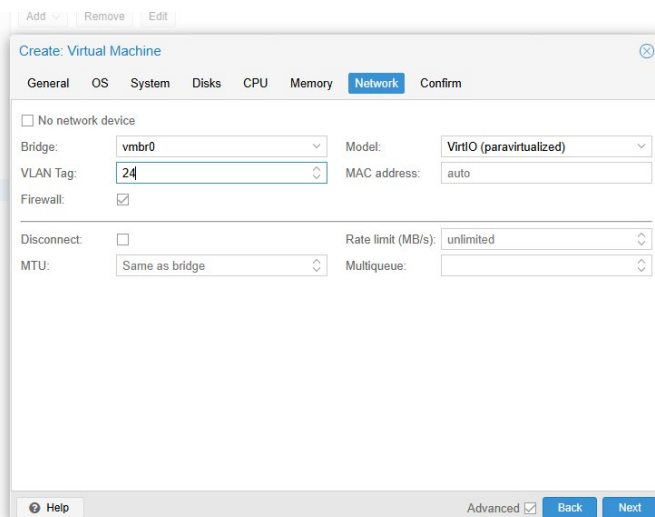 Add Remove Edit
Create: Virtual Machine
General OS System Disks CPU Memory Network Confirm
No network device
Bridge: vmbr0 Model: VirtIO (paravirtualized)
VLAN Tag: 24 MAC address: auto
Firewall:
Disconnect: Rate limit (MB/s): unlimited
MTU: Same as bridge Multiqueue:
Help Advanced Back Next